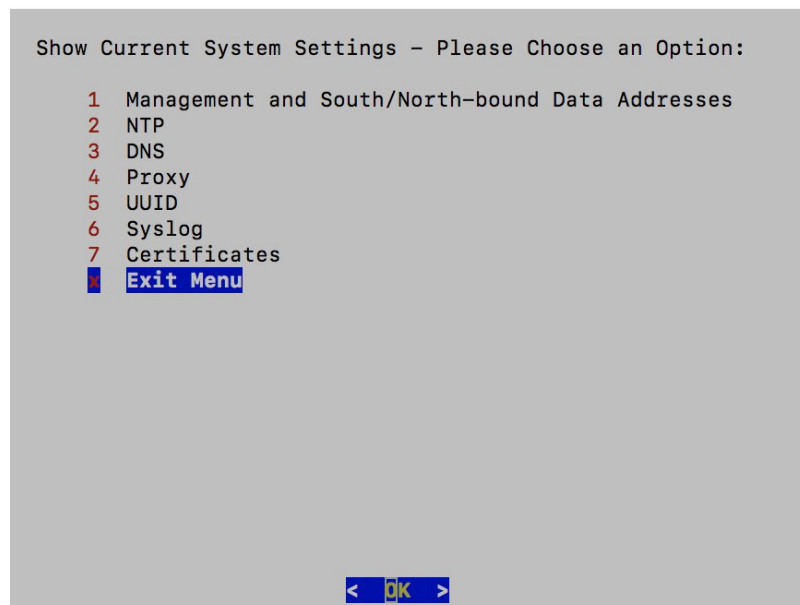 Show Current System Settings – Please Choose an Option:
1 Management and South/North–bound Data Addresses
2 NTP
3 DNS
4 Proxy
5 UUID
6 Syslog
7 Certificates
x Exit Menu
< OK >